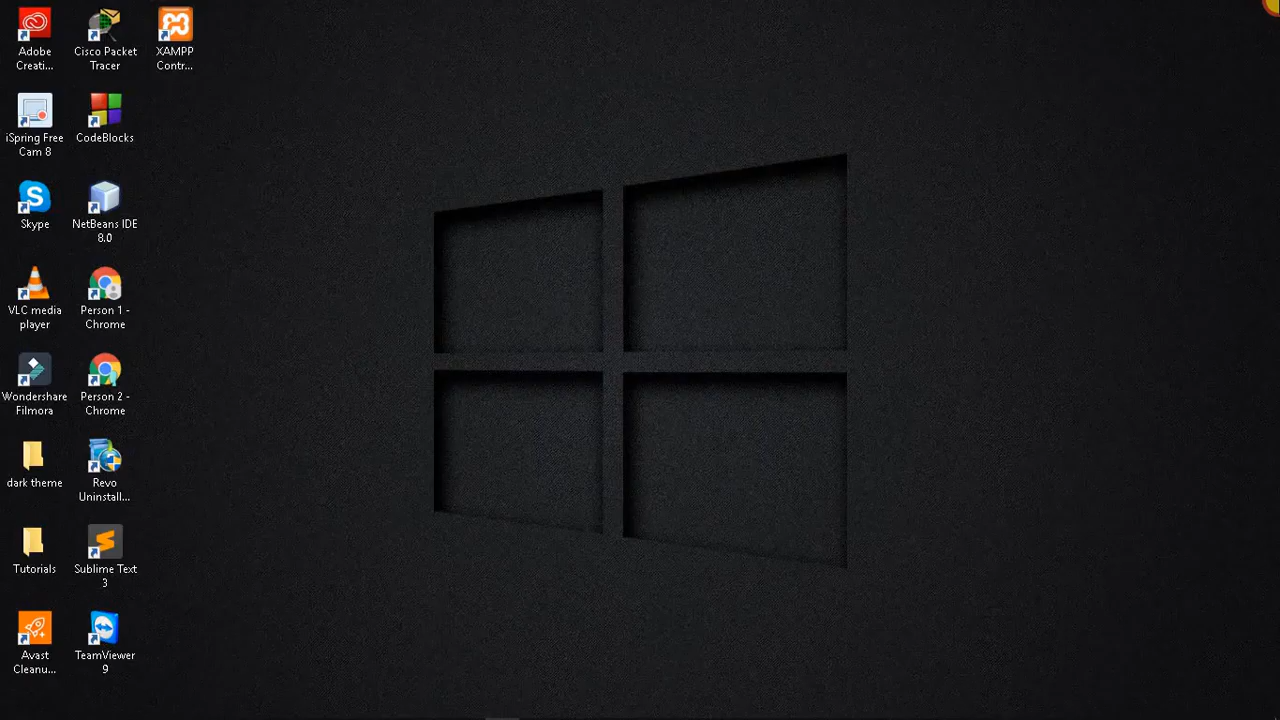 Adobe
Creati...
Cisco Packet
Tracer
XAMPP
Contr...
iSpring Free
Cam 8
CodeBlocks
Skype
NetBeans IDE
8.0
VLC media
player
Person 1 -
Chrome
Wondershare
Filmora
Person 2 -
Chrome
dark theme
Revo
Uninstall...
Tutorials
Sublime Text
3
Avast
Cleanu...
TeamViewer
9